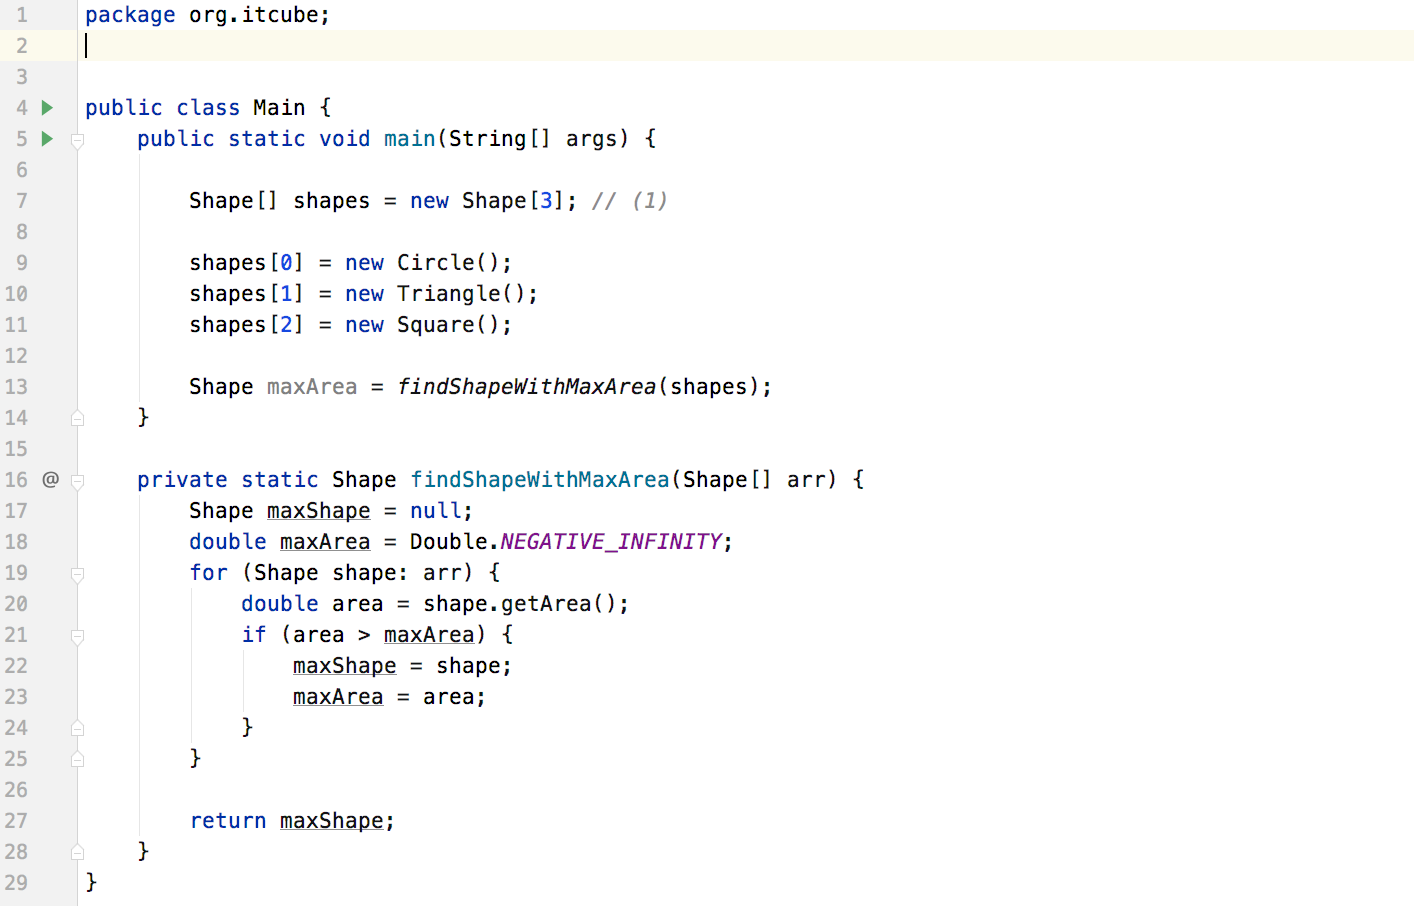 1 package org.itcube;
2
3
4 public class Main {
5     public static void main(String[] args) {
6
7         Shape[] shapes = new Shape[3]; // (1)
8
9         shapes[0] = new Circle();
10         shapes[1] = new Triangle();
11         shapes[2] = new Square();
12
13         Shape maxArea = findShapeWithMaxArea(shapes);
14     }
15
16 @     private static Shape findShapeWithMaxArea(Shape[] arr) {
17         Shape maxShape = null;
18         double maxArea = Double.NEGATIVE_INFINITY;
19         for (Shape shape: arr) {
20             double area = shape.getArea();
21             if (area > maxArea) {
22                 maxShape = shape;
23                 maxArea = area;
24             }
25         }
26
27         return maxShape;
28     }
29 }